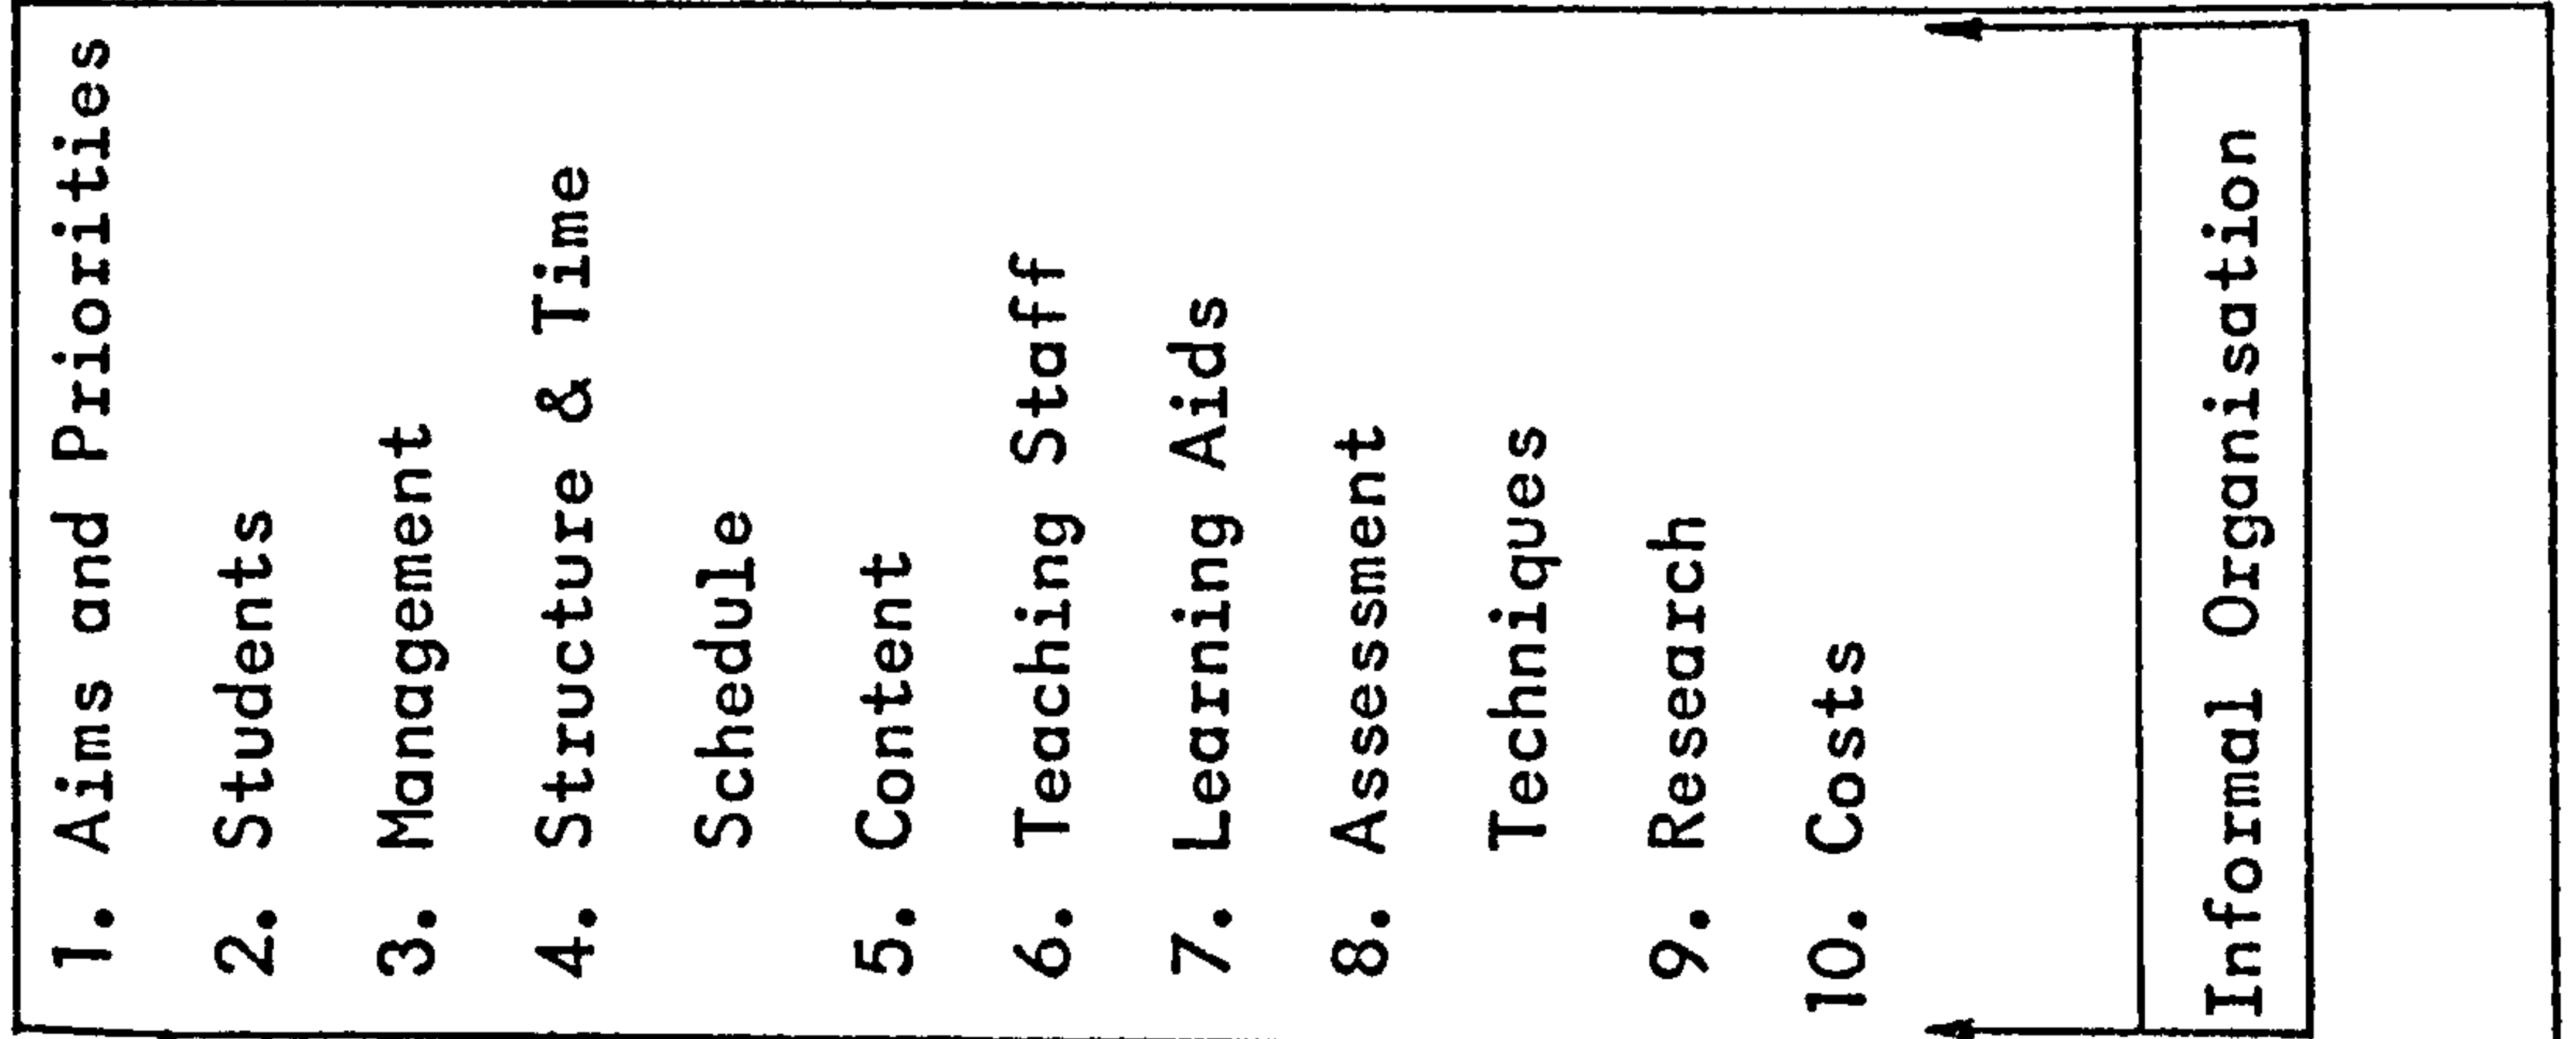 1. Aims and Priorities
2. Students
3. Management
4. Structure & Time
Schedule
5. Content
6. Teaching Staff
7. Learning Aids
8. Assessment
Techniques
9. Research
10. Costs
Informal Organisation